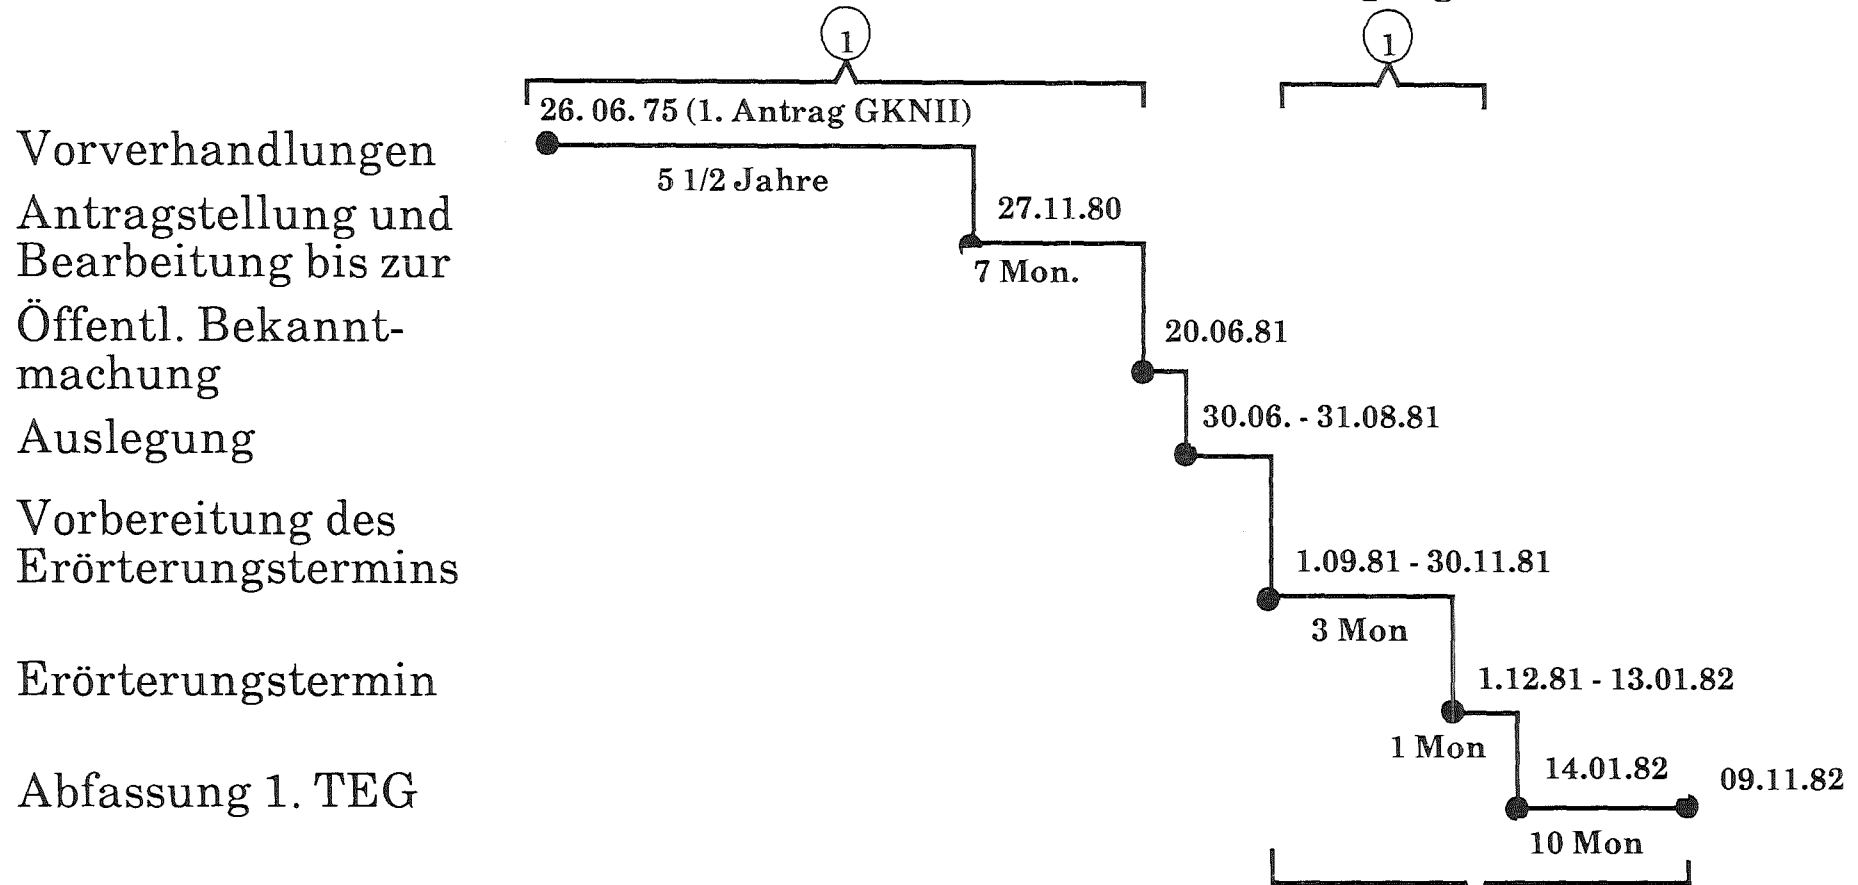 1
1
26. 06. 75 (1. Antrag GKNII)
Vorverhandlungen
5 1/2 Jahre
Antragstellung und
27.11.80
Bearbeitung bis zur
7 Mon.
Öffentl. Bekannt-
20.06.81
machung
30.06. - 31.08.81
Auslegung
Vorbereitung des
1.09.81 - 30.11.81
Erörterungstermins
3 Mon
Erörterungstermin
1.12.81 - 13.01.82
1 Mon
14.01.82
09.11.82
Abfassung 1. TEG
10 Mon